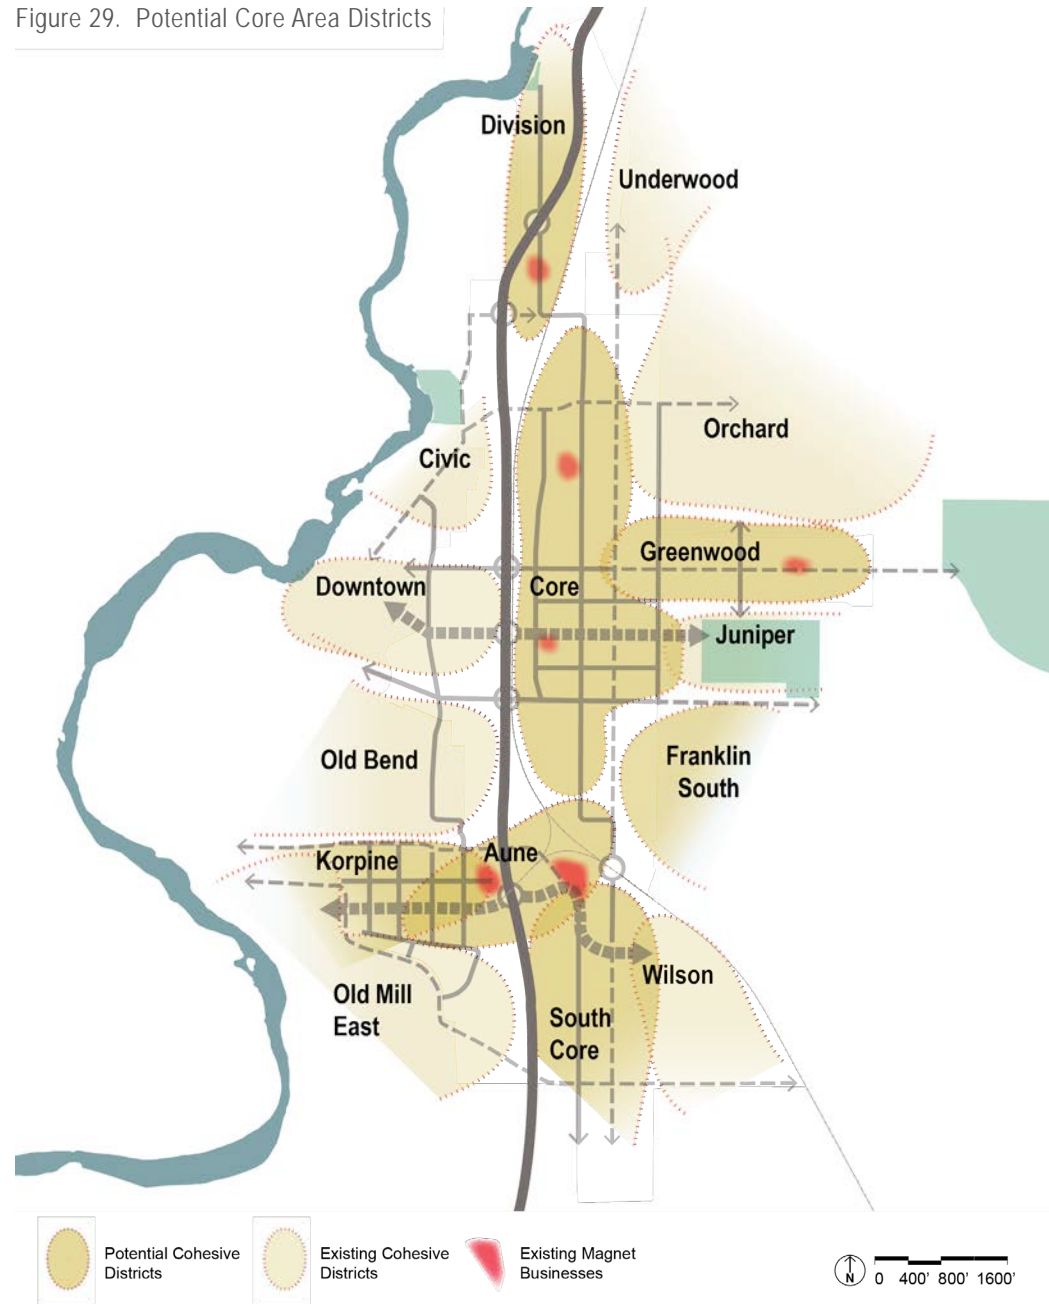 Figure 29.  Potential Core Area Districts
Division
Underwood
Orchard
Civic
Greenwood
Downtown
Core
Juniper
Old Bend
Franklin
South
Aune
Korpine
Wilson
Old Mill
East
South
Core
Potential Cohesive
Districts
Existing Cohesive
Districts
Existing Magnet
Businesses
N
0 400' 800' 1600'